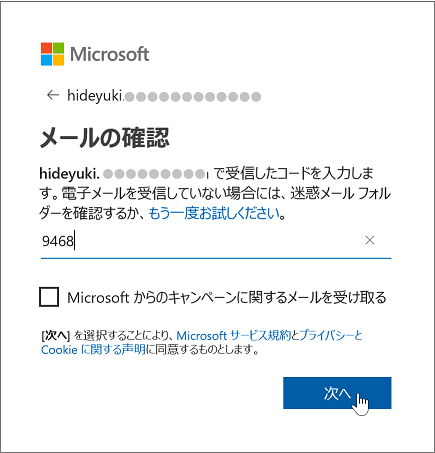 Microsoft
← hideyuki.
メールの確認
hideyuki. で受信したコードを入力しま
す。電子メールを受信していない場合には、迷惑メール フォル
ダーを確認するか、もう一度お試しください。
9468
Microsoft からのキャンペーンに関するメールを受け取る
[次へ] を選択することにより、Microsoft サービス規約とプライバシーと
Cookie に関する声明に同意するものとします。
次へ